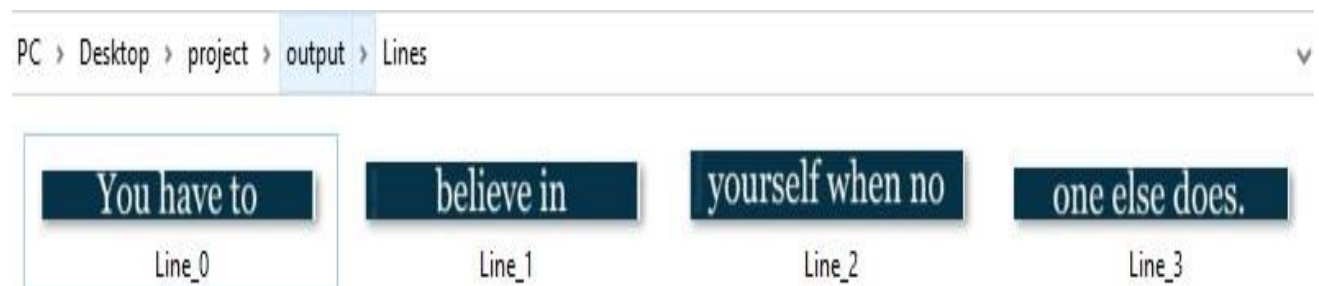 PC > Desktop > project > output > Lines
You have to
believe in
yourself when no
one else does.
Line_0
Line_1
Line_2
Line_3